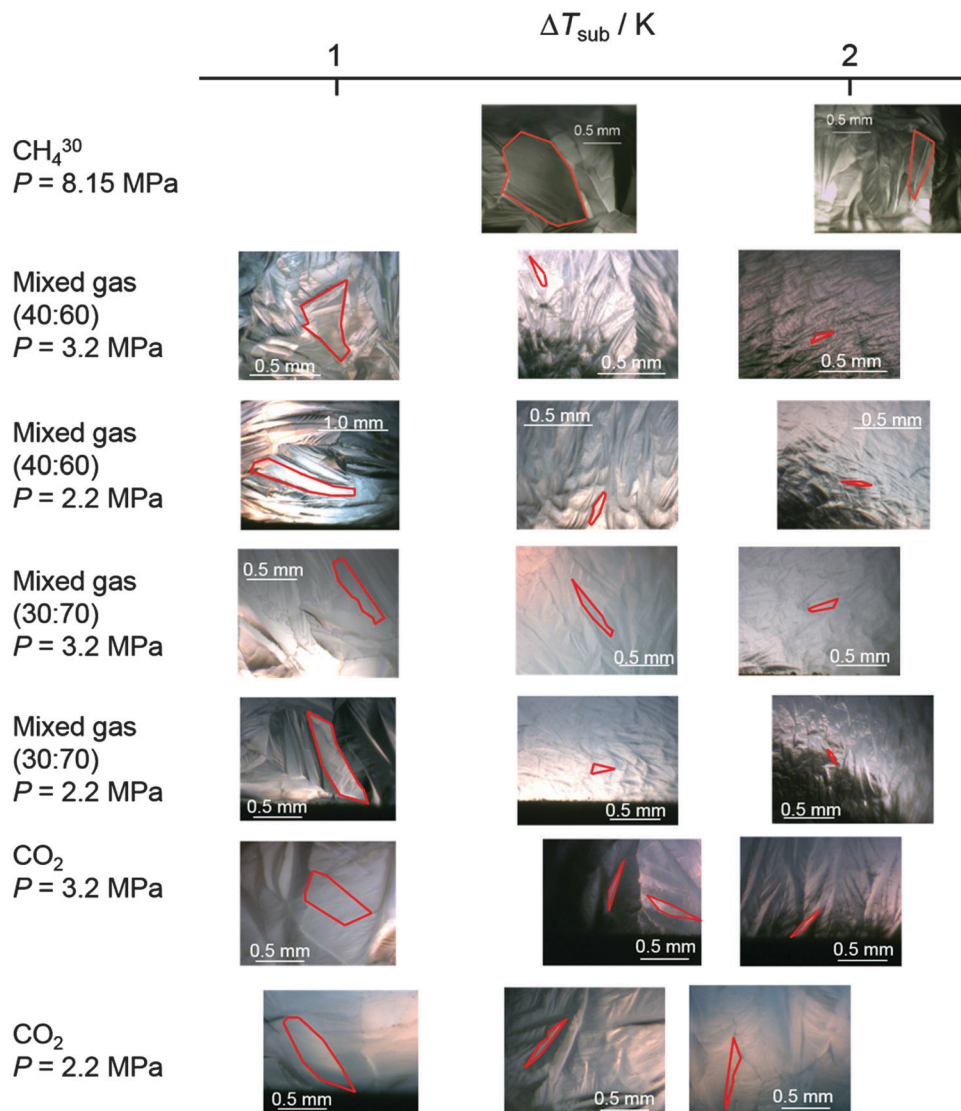 ΔTsub / K
1 2
CH₄³⁰
P = 8.15 MPa
0.5 mm 0.5 mm
Mixed gas
(40:60)
P = 3.2 MPa
0.5 mm 0.5 mm 0.5 mm
Mixed gas
(40:60)
P = 2.2 MPa
1.0 mm 0.5 mm 0.5 mm
Mixed gas
(30:70)
P = 3.2 MPa
0.5 mm 0.5 mm 0.5 mm
Mixed gas
(30:70)
P = 2.2 MPa
0.5 mm 0.5 mm 0.5 mm
CO₂
P = 3.2 MPa
0.5 mm 0.5 mm 0.5 mm
CO₂
P = 2.2 MPa
0.5 mm 0.5 mm 0.5 mm